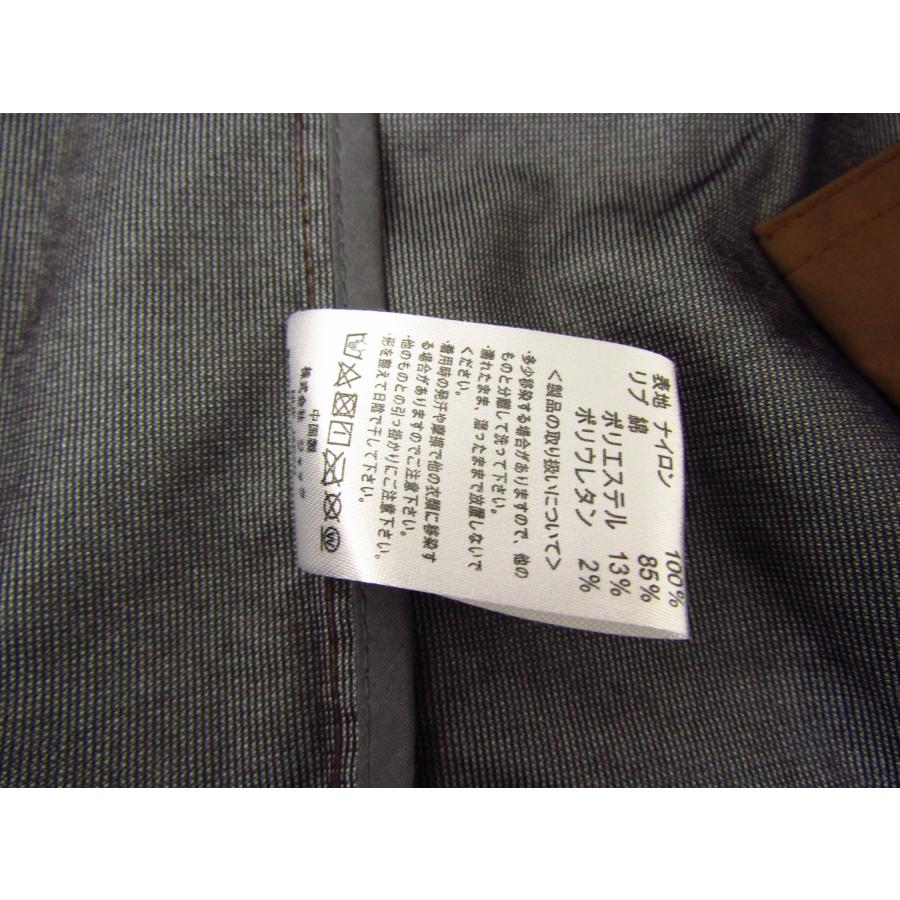 表地 ナイロン 100%
リブ 綿 85%
ポリエステル 13%
ポリウレタン 2%
<製品の取り扱いについて>
・多少移染する場合がありますので、他の
ものと分離して洗って下さい。
・濡れたまま、湿ったままで放置しないで
ください。
・着用時の発汗や摩擦で他の衣類に移染す
る場合がありますのでご注意下さい。
・他のものとの引っ掛かりにご注意下さい。
・形を整えて日陰で干して下さい。
W
中国製
株式会社